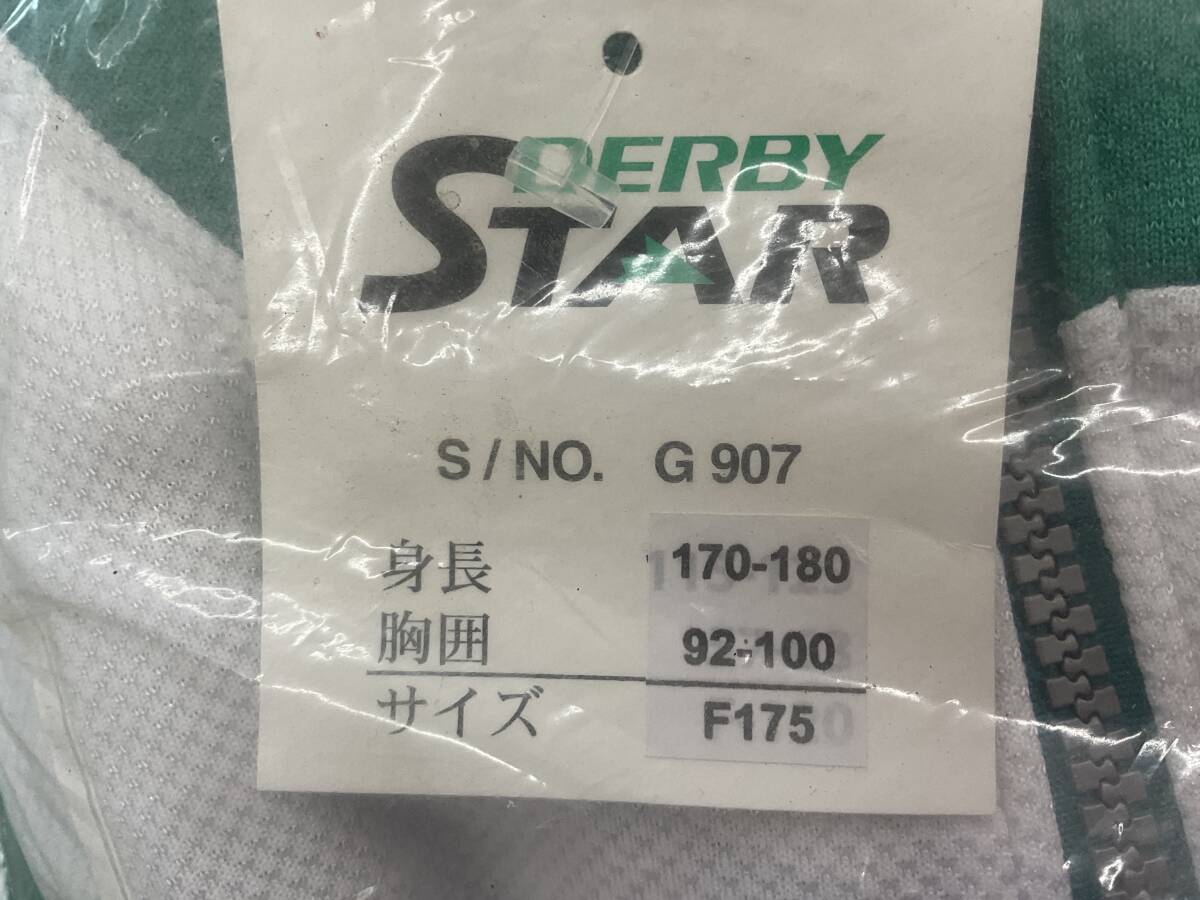 DERBY
STAR
S / NO. G 907
身長 170-180
胸囲 92-100
サイズ F175